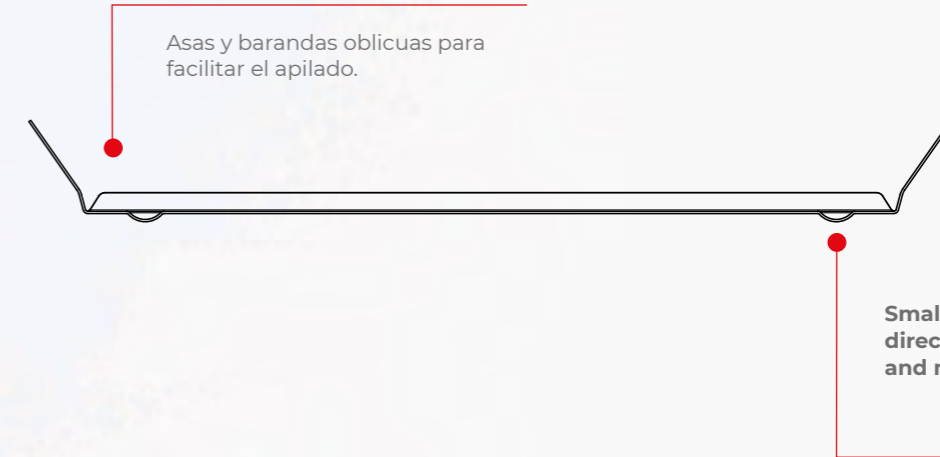 Asas y barandas oblicuas para
facilitar el apilado.
Smal
direc
and